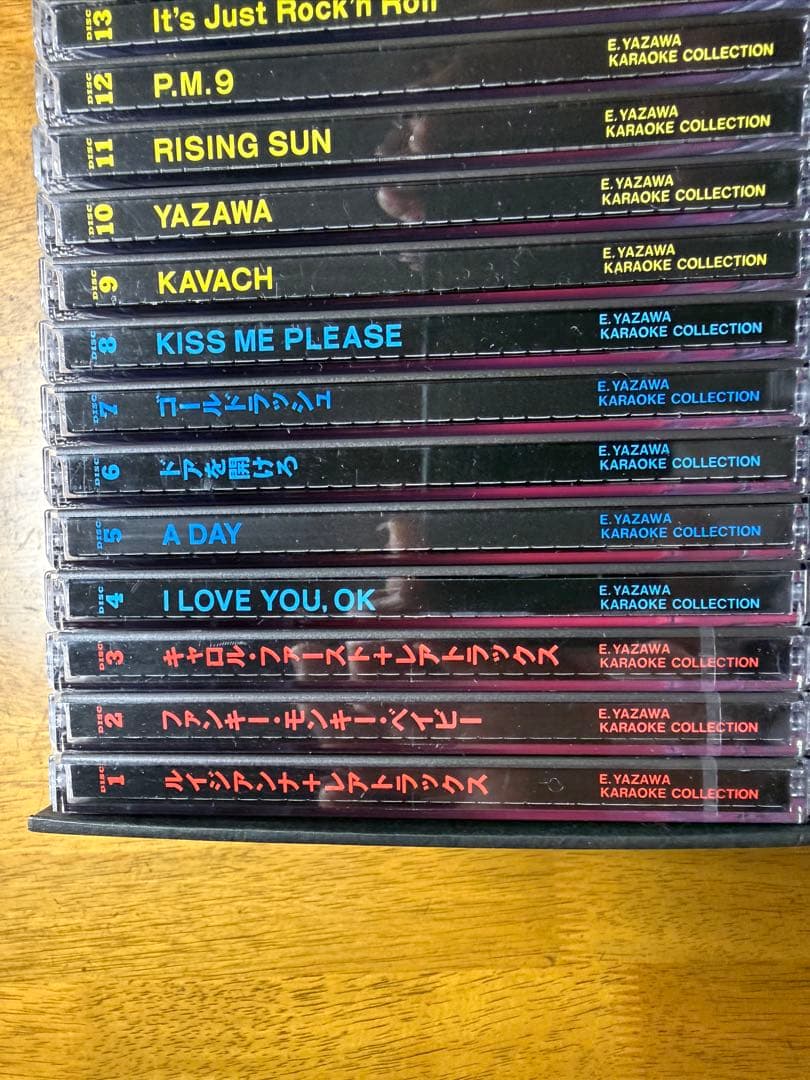 DISC 13 It's Just Rock'n Roll
DISC 12 P.M.9 E.YAZAWA
KARAOKE COLLECTION
DISC 11 RISING SUN E.YAZAWA
KARAOKE COLLECTION
DISC 10 YAZAWA E.YAZAWA
KARAOKE COLLECTION
DISC 9 KAVACH E.YAZAWA
KARAOKE COLLECTION
DISC 8 KISS ME PLEASE E.YAZAWA
KARAOKE COLLECTION
DISC 7 ゴールドラッシュ E.YAZAWA
KARAOKE COLLECTION
DISC 6 ドアを開けろ E.YAZAWA
KARAOKE COLLECTION
DISC 5 A DAY E.YAZAWA
KARAOKE COLLECTION
DISC 4 I LOVE YOU, OK E.YAZAWA
KARAOKE COLLECTION
DISC 3 キャロル・ファースト+レアトラックス E.YAZAWA
KARAOKE COLLECTION
DISC 2 ファンキー・モンキー・ベイビー E.YAZAWA
KARAOKE COLLECTION
DISC 1 ルイジアンナ+レアトラックス E.YAZAWA
KARAOKE COLLECTION